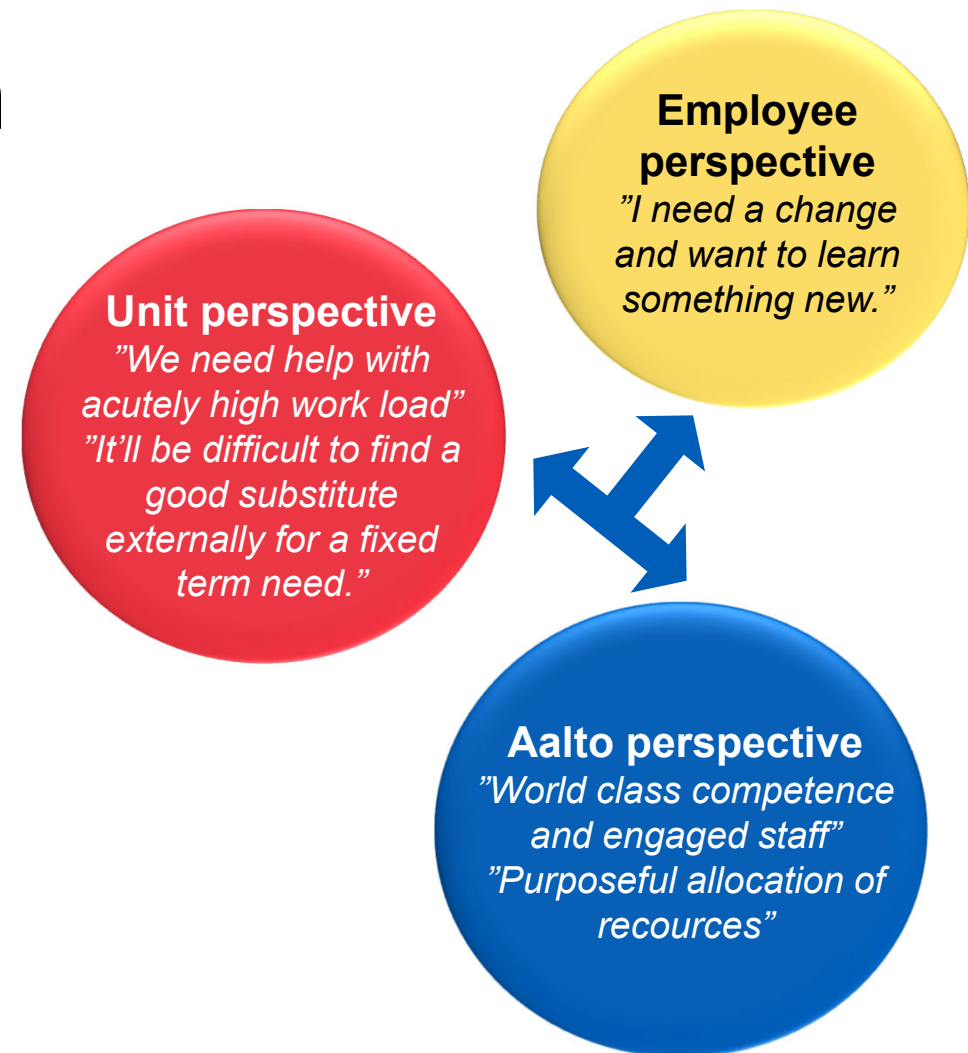 Employee
perspective
”I need a change
and want to learn
something new.”
Unit perspective
”We need help with
acutely high work load”
”It’ll be difficult to find a
good substitute
externally for a fixed
term need.”
Aalto perspective
”World class competence
and engaged staff”
”Purposeful allocation of
recources”